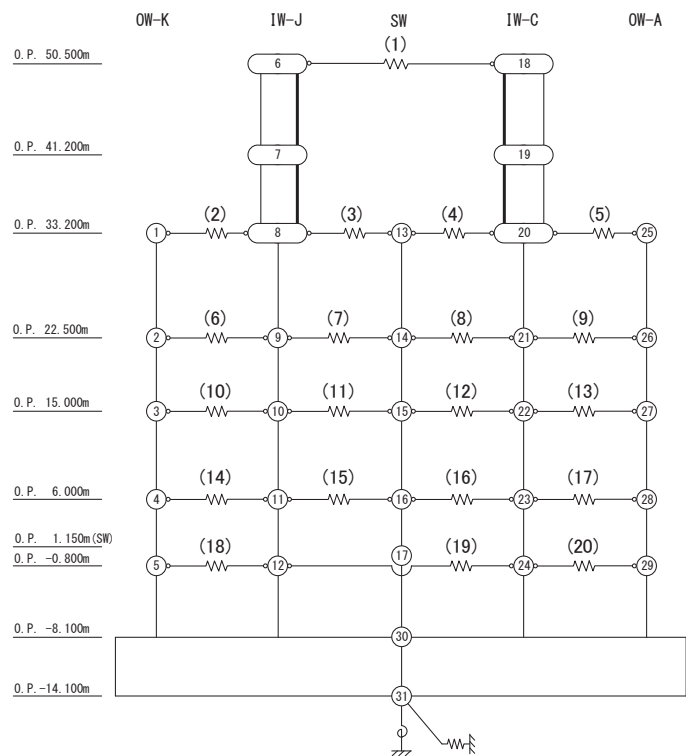 OW-K IW-J SW IW-C OW-A
(1)
O.P. 50.500m 6 18
O.P. 41.200m 7 19
(2) (3) (4) (5)
O.P. 33.200m 1 8 13 20 25
(6) (7) (8) (9)
O.P. 22.500m 2 9 14 21 26
(10) (11) (12) (13)
O.P. 15.000m 3 10 15 22 27
(14) (15) (16) (17)
O.P. 6.000m 4 11 16 23 28
O.P. 1.150m(SW)
(18) 17 (19) (20)
O.P. -0.800m 5 12 24 29
O.P. -8.100m 30
O.P.-14.100m 31